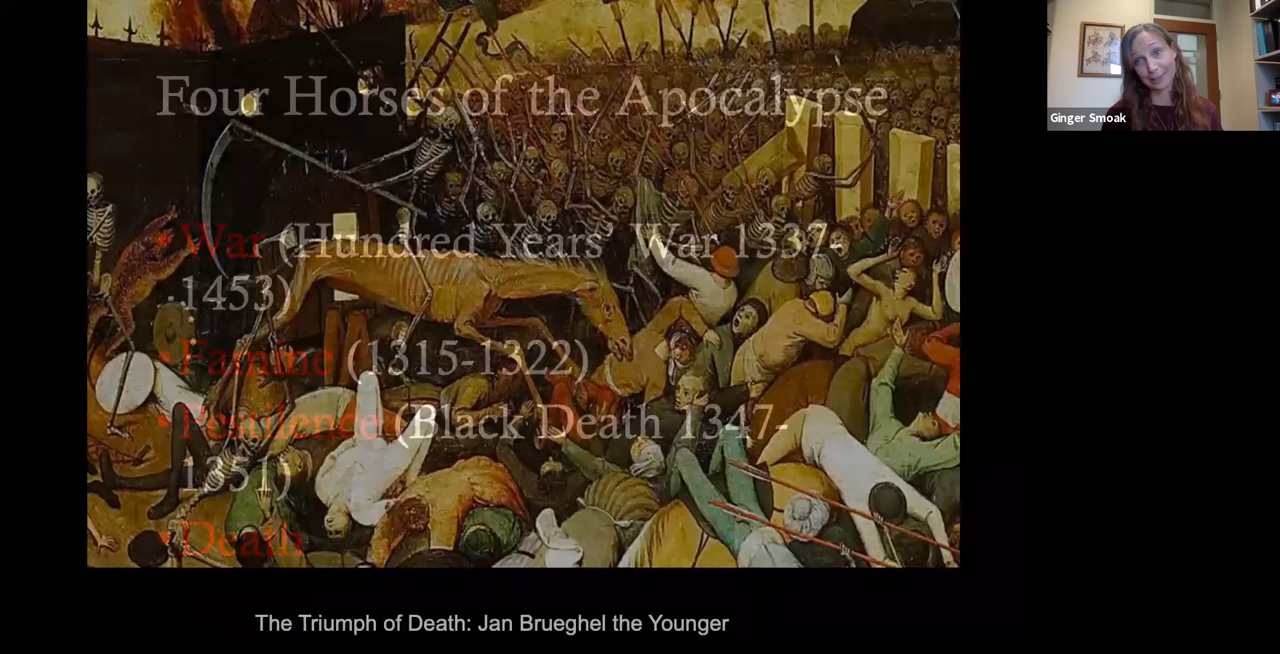 Four Horses of the Apocalypse
Ginger Smoak
• War (Hundred Years' War 1337-
1453)
• Famine (1315-1322)
• Pestilence (Black Death 1347-
1351)
• Death
The Triumph of Death: Jan Brueghel the Younger